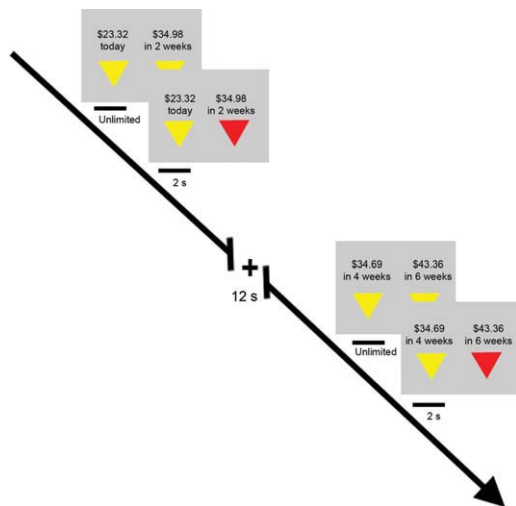 $23.32 $34.98
today in 2 weeks
$23.32 $34.98
today in 2 weeks
Unlimited
2 s
+
12 s
$34.69 $43.36
in 4 weeks in 6 weeks
$34.69 $43.36
in 4 weeks in 6 weeks
Unlimited
2 s